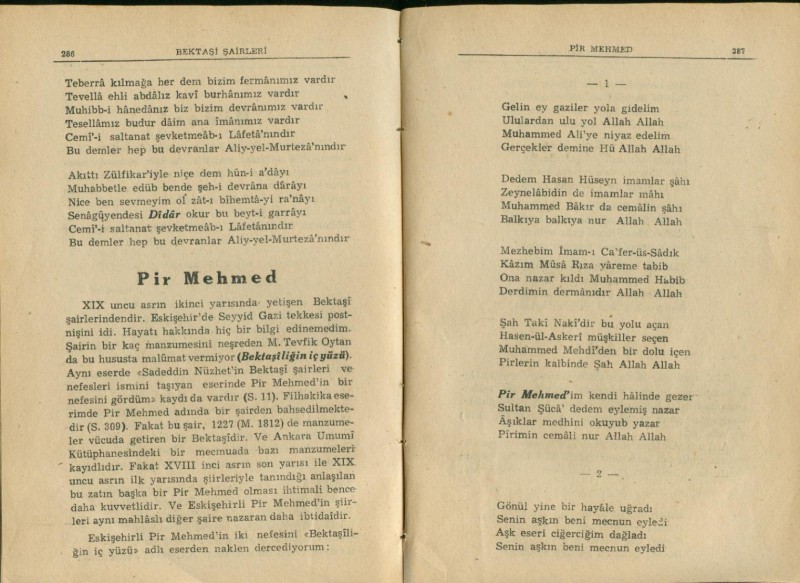 286
BEKTAŞİ ŞAİRLERİ
Teberrâ kılmağa her dem bizim fermânımız vardır
Tevellâ ehli abdâlız kavî burhânımız vardır
Muhibb-i hânedânız biz bizim devrânımız vardır
Tesellâmız budur dâim ana îmânımız vardır
Cemî'-i saltanat şevketmeâb-ı Lâfetâ'nındır
Bu demler hep bu devranlar Aliy-yel-Murtezâ'nındır
Akıttı Zülfikar'iyle niçe dem hûn-i a'dâyı
Muhabbetle edüb bende şeh-i devrâna dârâyı
Nice ben sevmeyim of zât-ı bîhemtâ-yi ra'nâyı
Senâgûyendesi Dîdâr okur bu beyt-i garrâyı
Cemî'-i saltanat şevketmeâb-ı Lâfetânındır
Bu demler hep bu devranlar Aliy-yel-Murteza'nındır
Pir Mehmed
XIX uncu asrın ikinci yarısında yetişen Bektaşî
şairlerindendir. Eskişehir'de Seyyid Gazi tekkesi post-
nişini idi. Hayatı hakkında hiç bir bilgi edinemedim.
Şairin bir kaç manzumesini neşreden M. Tevfik Oytan
da bu hususta malûmat vermiyor (Bektaşîliğin iç yüzü).
Aynı eserde «Sadeddin Nüzhet'in Bektaşî şairleri ve
nefesleri ismini taşıyan eserinde Pir Mehmed'in bir
nefesini gördüm» kaydı da vardır (S. 11). Filhakika ese-
rimde Pir Mehmed adında bir şairden bahsedilmekte-
dir (S. 309). Fakat bu şair, 1227 (M. 1812) de manzume-
ler vücuda getiren bir Bektaşîdir. Ve Ankara Umumî
Kütüphanesindeki bir mecmuada bazı manzumeleri
kayıdlıdır. Fakat XVIII inci asrın son yarısı ile XIX
uncu asrın ilk yarısında şiirleriyle tanındığı anlaşılan
bu zatın başka bir Pir Mehmed olması ihtimali bence
daha kuvvetlidir. Ve Eskişehirli Pir Mehmed'in şiir-
leri aynı mahlâslı diğer şaire nazaran daha ibtidaîdir.
Eskişehirli Pir Mehmed'in iki nefesini «Bektaşîli-
ğin iç yüzü» adlı eserden naklen dercediyorum:
PİR MEHMED
287
— 1 —
Gelin ey gaziler yola gidelim
Ululardan ulu yol Allah Allah
Muhammed Ali'ye niyaz edelim
Gerçekler demine Hû Allah Allah
Dedem Hasan Hüseyn imamlar şâhı
Zeynelâbidin de imamlar mâhı
Muhammed Bâkır da cemâlin şâhı
Balkıya balkıya nur Allah Allah
Mezhebim İmam-ı Ca'fer-üs-Sâdık
Kâzım Mûsâ Rıza yâreme tabib
Ona nazar kıldı Muhammed Habib
Derdimin dermânıdır Allah Allah
Şah Takî Nakî'dir bu yolu açan
Hasen-ül-Askerî müşkiller seçen
Muhammed Mehdî'den bir dolu içen
Pirlerin kalbinde Şah Allah Allah
Pir Mehmed'im kendi hâlinde gezer
Sultan Şücâ' dedem eylemiş nazar
Âşıklar medhini okuyub yazar
Pirimin cemâli nur Allah Allah
— 2 —
Gönül yine bir hayâle uğradı
Senin aşkın beni mecnun eyledi
Aşk eseri ciğerciğim dağladı
Senin aşkın beni mecnun eyledi